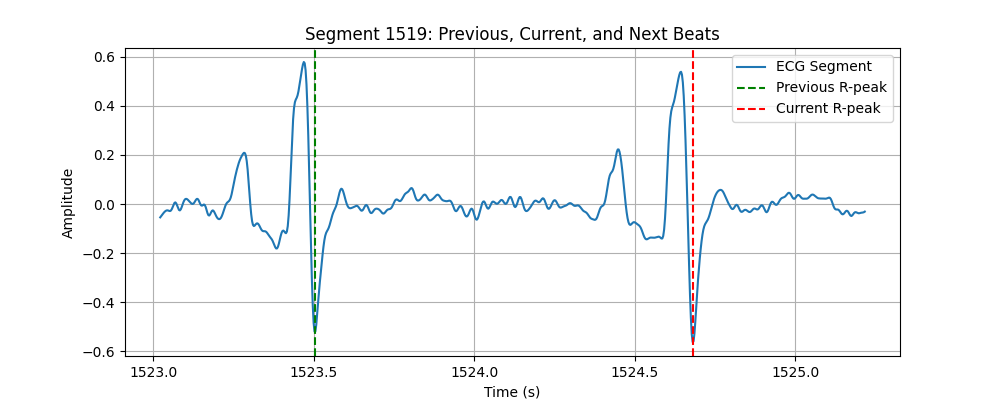 Segment 1519: Previous, Current, and Next Beats
ECG Segment
Previous R-peak
Current R-peak
Amplitude
0.6
0.4
0.2
0.0
−0.2
−0.4
−0.6
1523.0
1523.5
1524.0
1524.5
1525.0
Time (s)